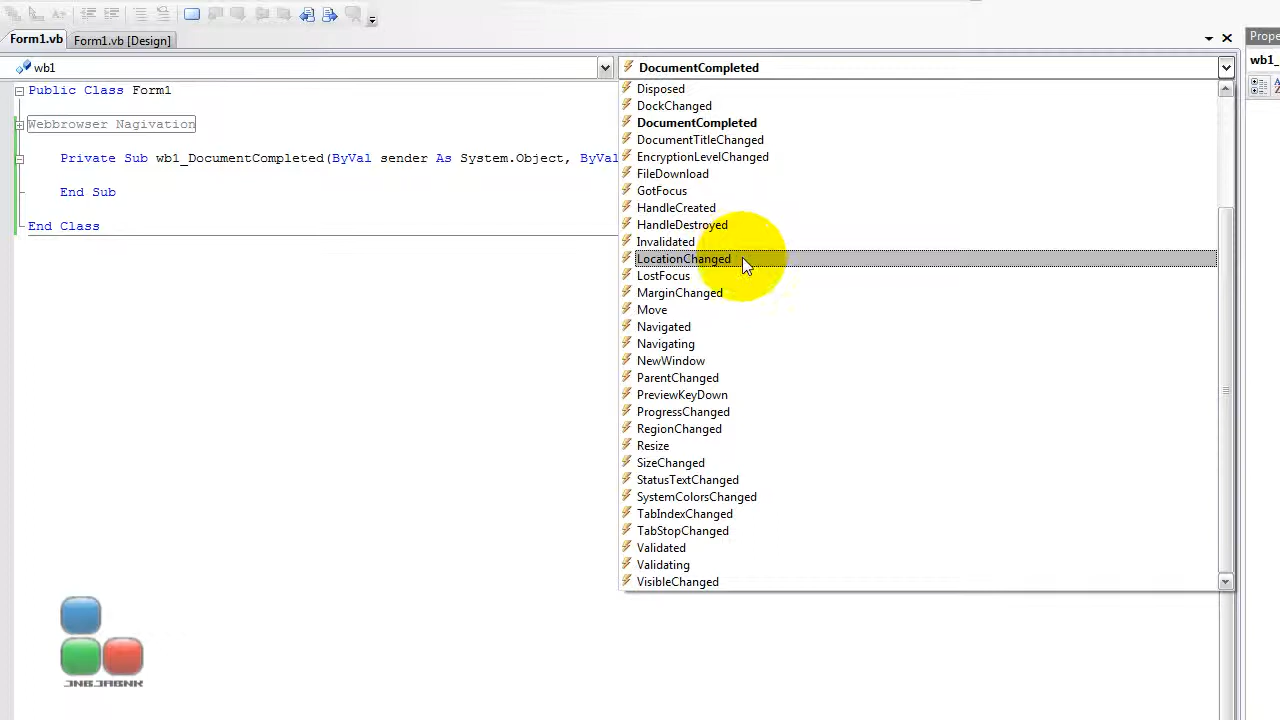 Form1.vb Form1.vb [Design]
Prope
wb1 DocumentCompleted
wb1_
Public Class Form1
Webbrowser Nagivation
Private Sub wb1_DocumentCompleted(ByVal sender As System.Object, ByVal
End Sub
End Class
Disposed
DockChanged
DocumentCompleted
DocumentTitleChanged
EncryptionLevelChanged
FileDownload
GotFocus
HandleCreated
HandleDestroyed
Invalidated
LocationChanged
LostFocus
MarginChanged
Move
Navigated
Navigating
NewWindow
ParentChanged
PreviewKeyDown
ProgressChanged
RegionChanged
Resize
SizeChanged
StatusTextChanged
SystemColorsChanged
TabIndexChanged
TabStopChanged
Validated
Validating
VisibleChanged